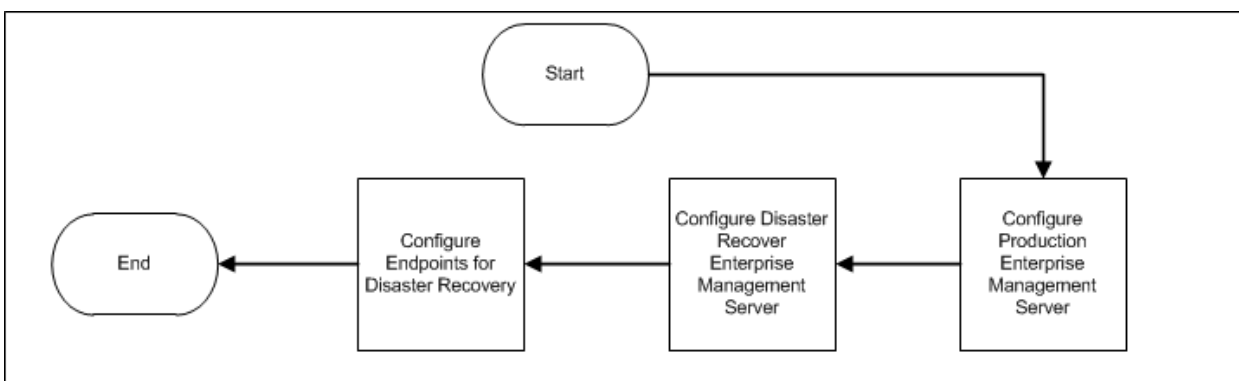 Start
Configure
Production
Enterprise
Management
Server
Configure Disaster
Recover
Enterprise
Management
Server
Configure
Endpoints for
Disaster Recovery
End